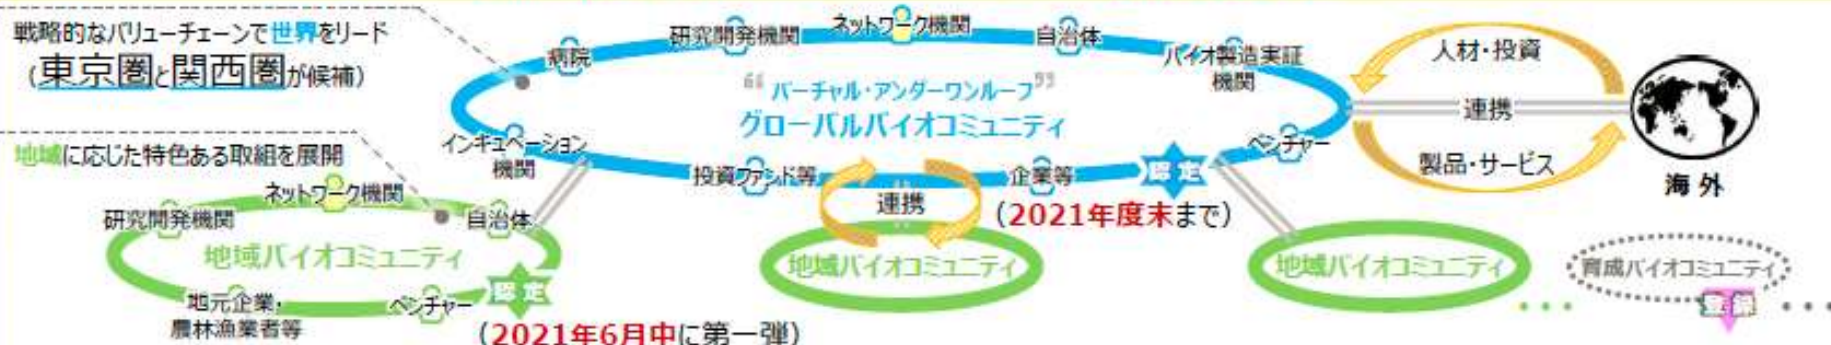 戦略的なバリューチェーンで世界をリード
(東京圏と関西圏が候補)
病院
研究開発機関
ネットワーク機関
自治体
バイオ製造実証
機関
“バーチャル・アンダーワンルーフ”
グローバルバイオコミュニティ
インキュベーション
機関
投資ファンド等
企業等
認定
ベンチャー
(2021年度末まで)
人材・投資
連携
製品・サービス
海外
地域に応じた特色ある取組を展開
ネットワーク機関
研究開発機関
自治体
地域バイオコミュニティ
地元企業・
農林漁業者等
ベンチャー
認定
(2021年6月中に第一弾)
連携
地域バイオコミュニティ
地域バイオコミュニティ
・・・
育成バイオコミュニティ
登録
・・・